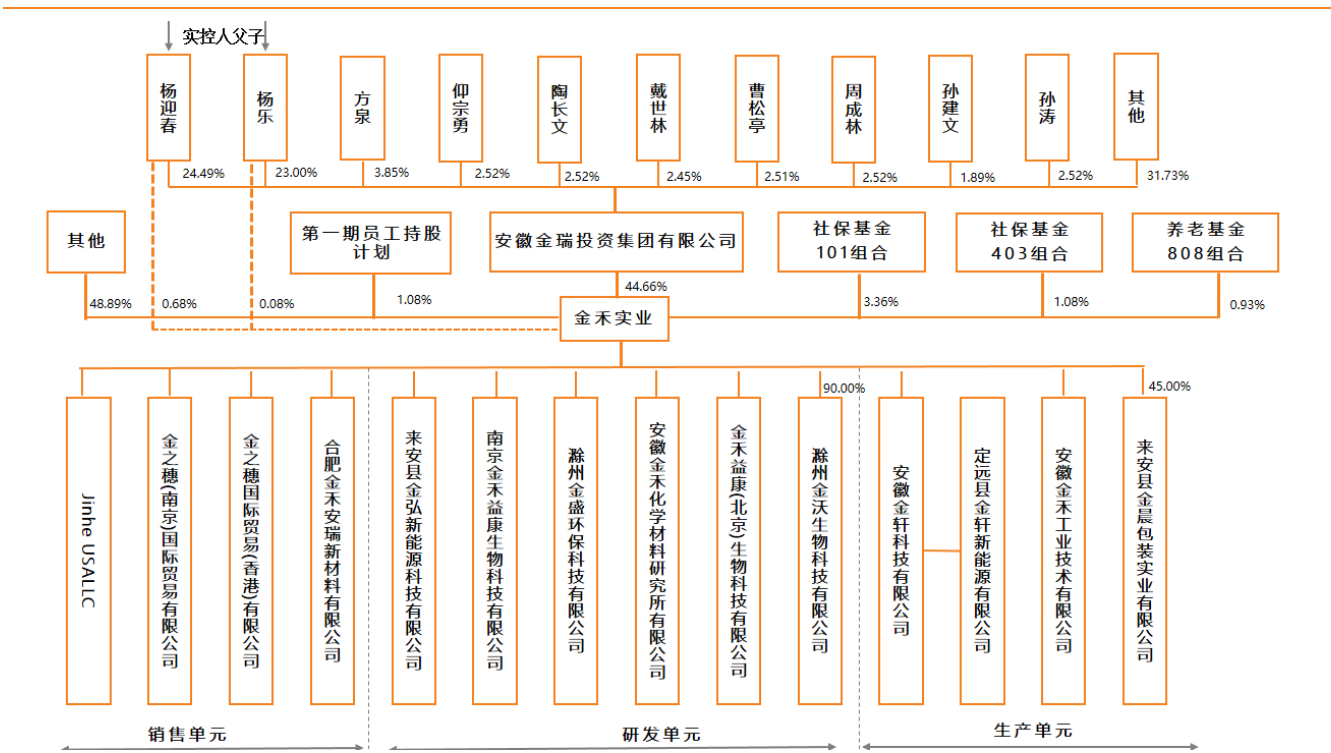 实控人父子
杨迎春
杨乐
方泉
仰宗勇
陶长文
戴世林
曹松亭
周成林
孙建文
孙涛
其他
24.49%
23.00%
3.85%
2.52%
2.52%
2.45%
2.51%
2.52%
1.89%
2.52%
31.73%
其他
第一期员工持股
计划
安徽金瑞投资集团有限公司
社保基金
101组合
社保基金
403组合
养老基金
808组合
48.89%
0.68%
0.08%
1.08%
44.66%
3.36%
1.08%
0.93%
金禾实业
90.00%
45.00%
Jinhe USALLC
金之穗(南京)国际贸易有限公司
金之穗国际贸易(香港)有限公司
合肥金禾安瑞新材料有限公司
来安县金弘新能源科技有限公司
南京金禾益康生物科技有限公司
滁州金盛环保科技有限公司
安徽金禾化学材料研究所有限公司
金禾益康(北京)生物科技有限公司
滁州金沃生物科技有限公司
安徽金轩科技有限公司
定远县金轩新能源有限公司
安徽金禾工业技术有限公司
来安县金晨包装实业有限公司
销售单元
研发单元
生产单元